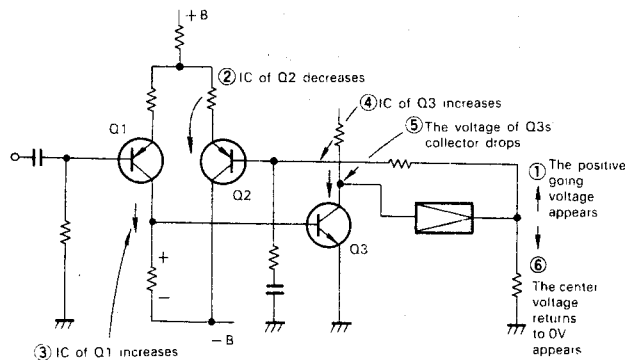 + B
② IC of Q2 decreases
④ IC of Q3 increases
⑤ The voltage of Q3s
collector drops
Q1
Q2
① The positive
going
voltage
appears
Q3
+
−
⑥
The center
voltage
returns
to 0V
appears
− B
③ IC of Q1 increases